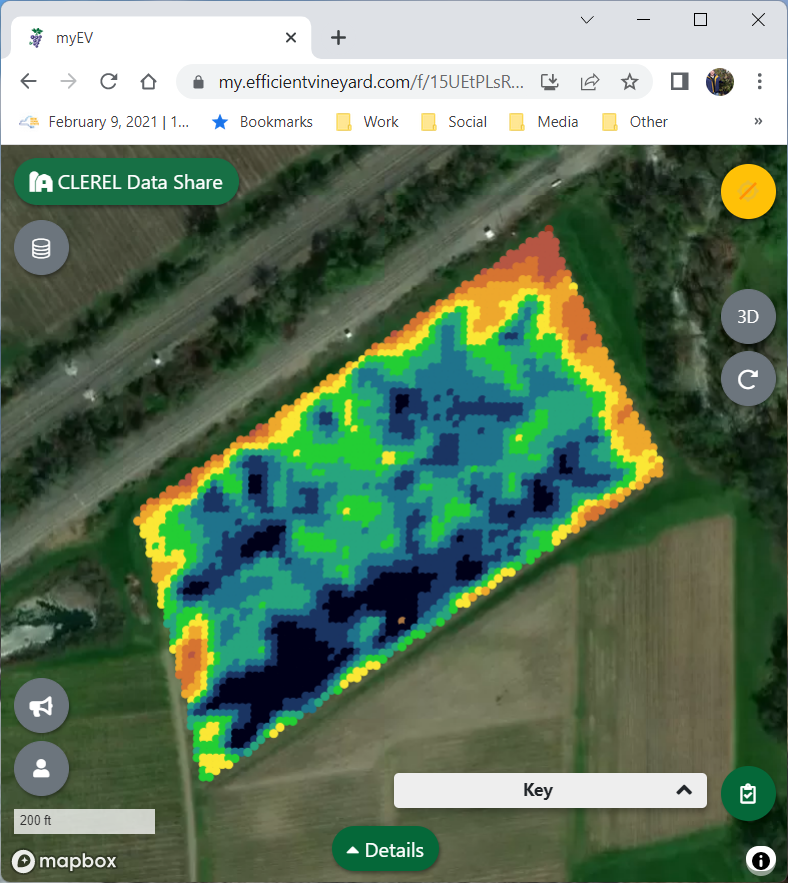 myEV
my.efficientvineyard.com/f/15UEtPLsR...
February 9, 2021 | 1...
Bookmarks
Work
Social
Media
Other
»
CLEREL Data Share
3D
Key
200 ft
Details
mapbox